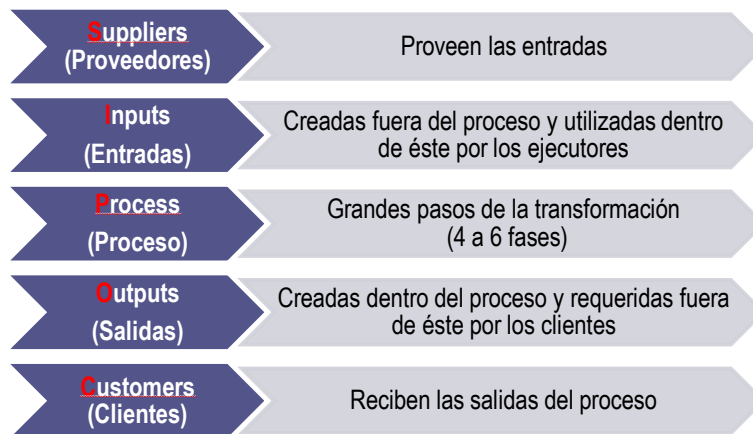 Suppliers
(Proveedores)
Proveen las entradas
Inputs
(Entradas)
Creadas fuera del proceso y utilizadas dentro
de éste por los ejecutores
Process
(Proceso)
Grandes pasos de la transformación
(4 a 6 fases)
Outputs
(Salidas)
Creadas dentro del proceso y requeridas fuera
de éste por los clientes
Customers
(Clientes)
Reciben las salidas del proceso